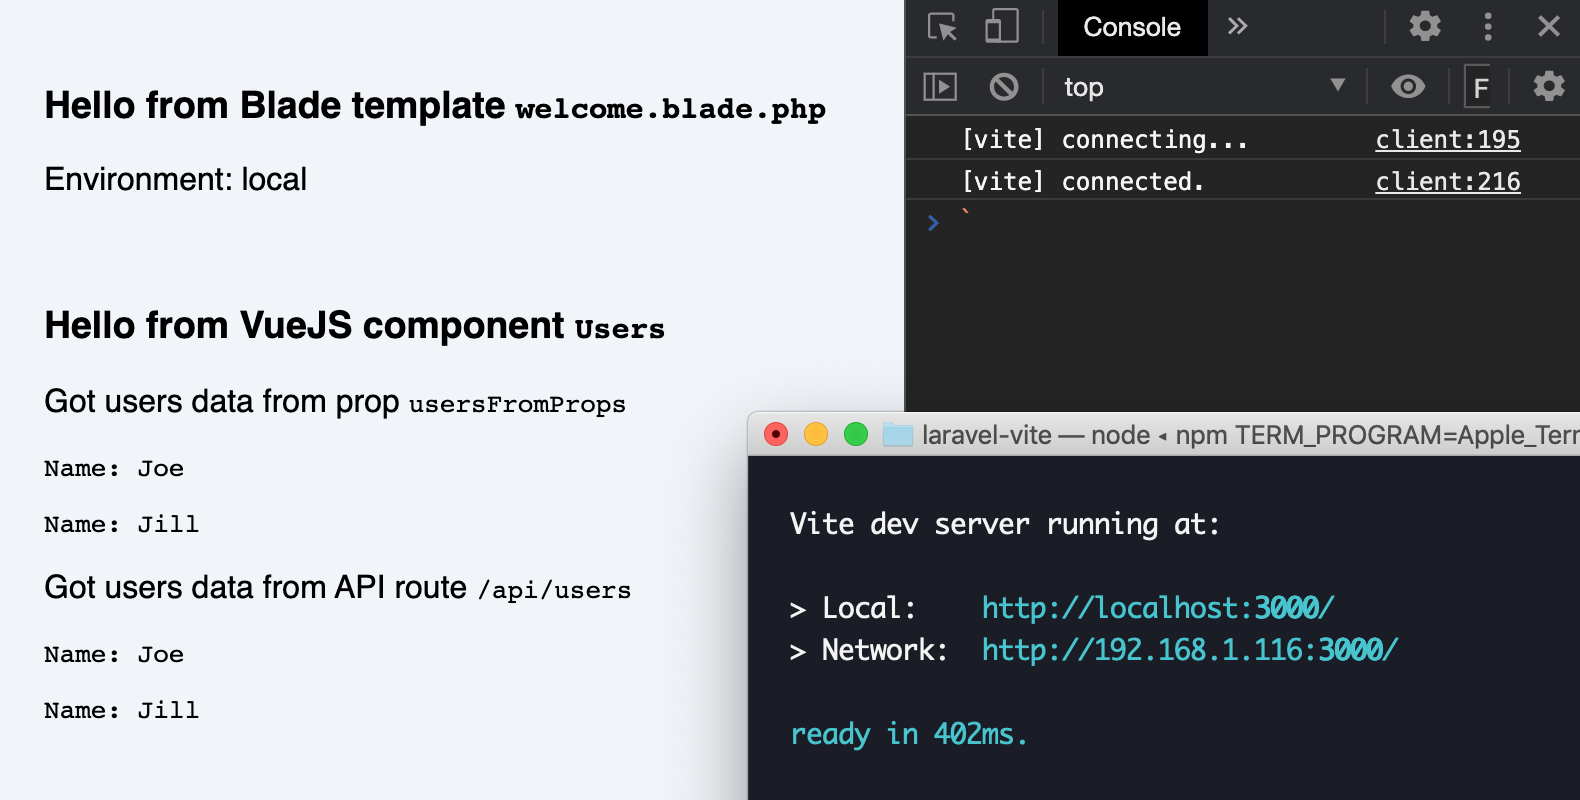 Hello from Blade template welcome.blade.php
Environment: local
Hello from VueJS component Users
Got users data from prop usersFromProps
Name: Joe
Name: Jill
Got users data from API route /api/users
Name: Joe
Name: Jill
Console
top
F
[vite] connecting... client:195
[vite] connected. client:216
> `
laravel-vite — node ◂ npm TERM_PROGRAM=Apple_Terr
Vite dev server running at:
> Local: http://localhost:3000/
> Network: http://192.168.1.116:3000/
ready in 402ms.